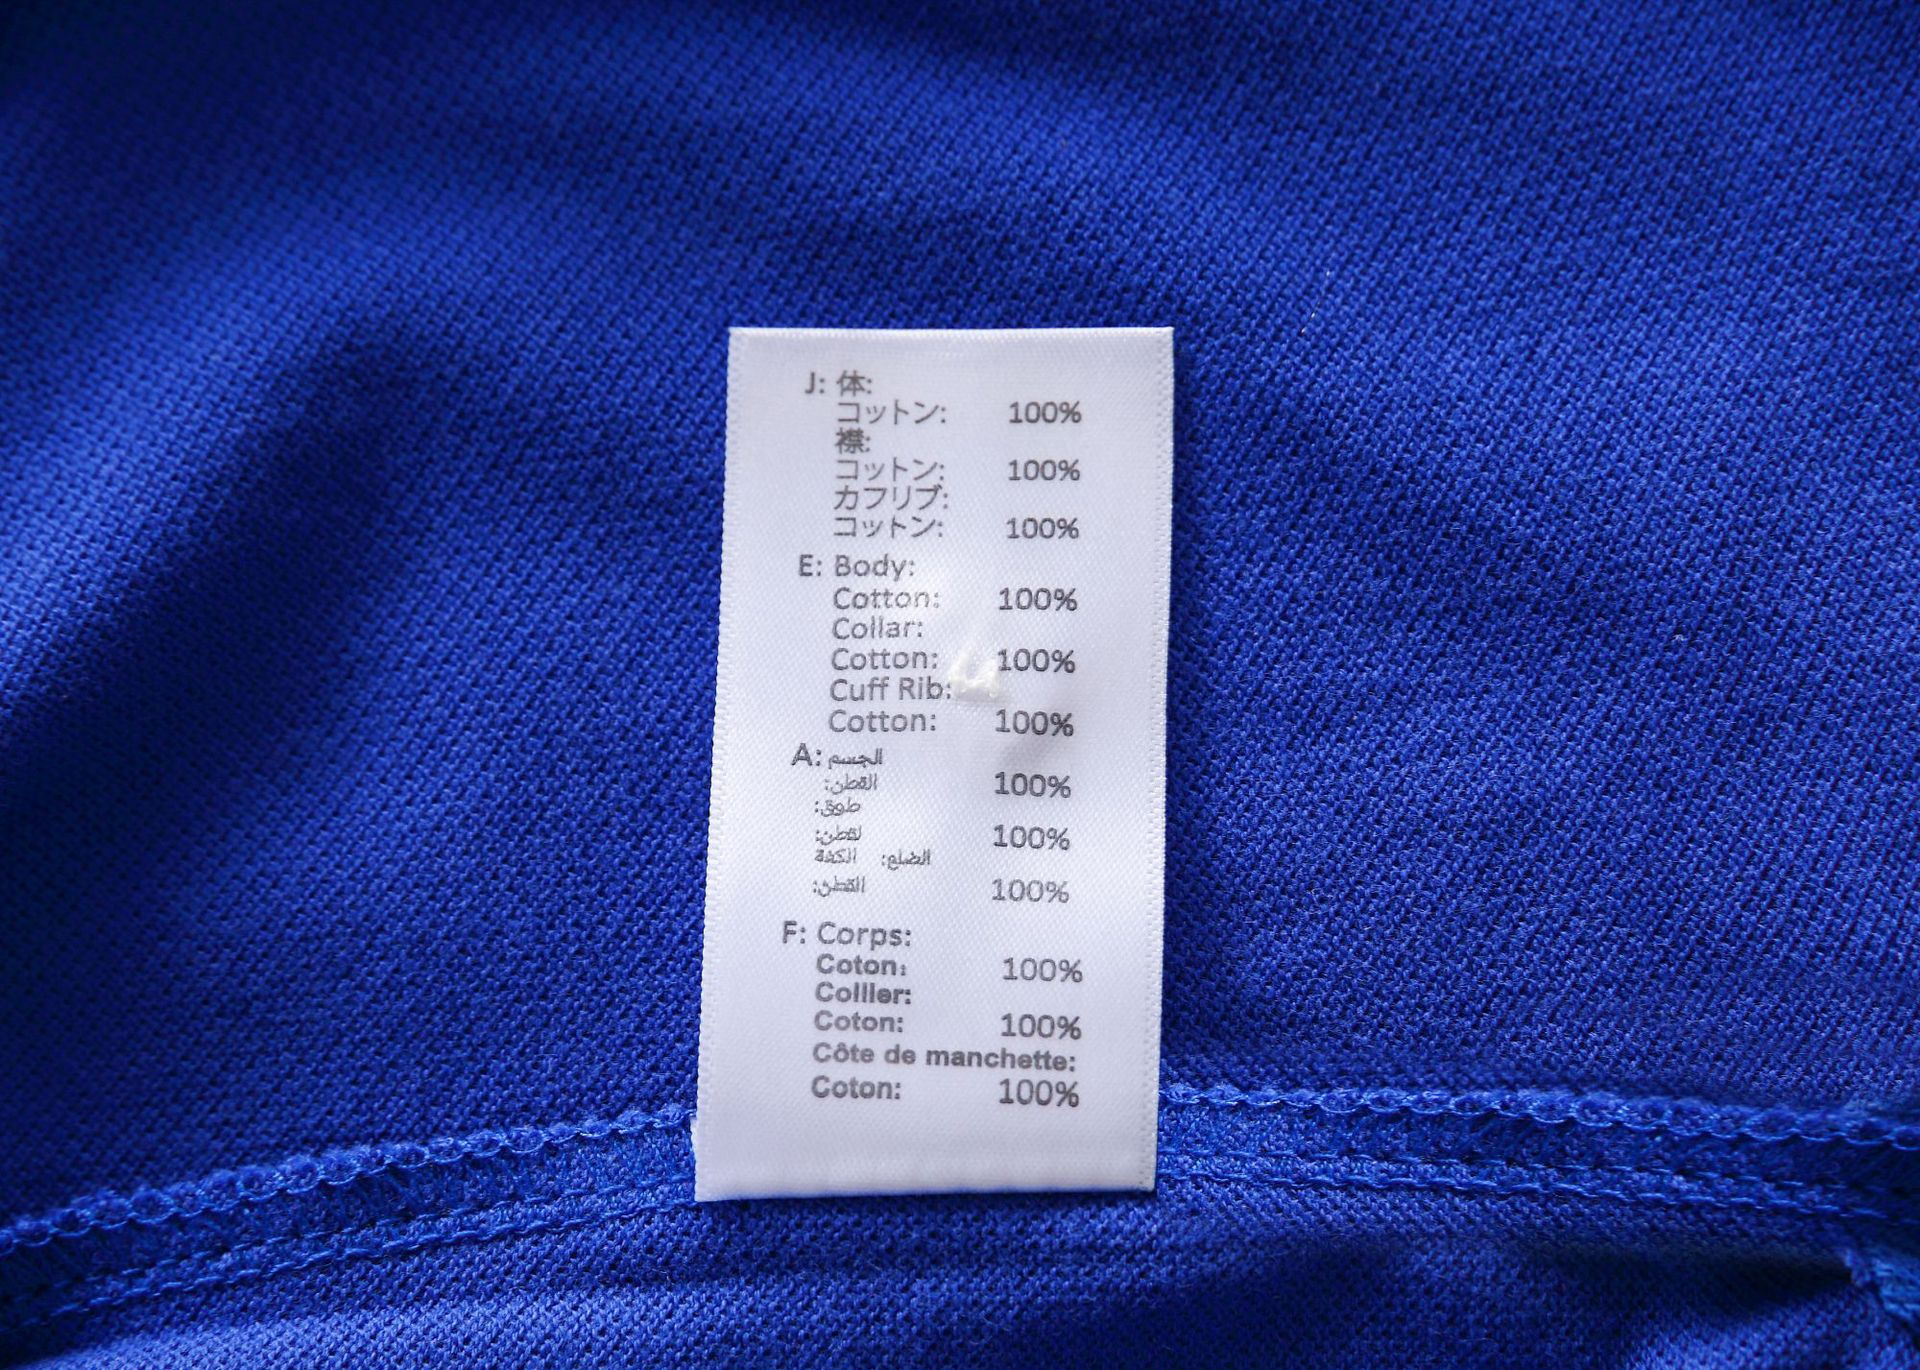 J: 体:
コットン: 100%
襟:
コットン: 100%
カフリブ:
コットン: 100%
E: Body:
Cotton: 100%
Collar:
Cotton: 100%
Cuff Rib:
Cotton: 100%
A: الجسم
القطن: 100%
طوق:
لقطن: 100%
الضلع: الكفة
القطن: 100%
F: Corps:
Coton: 100%
Colller:
Coton: 100%
Côte de manchette:
Coton: 100%